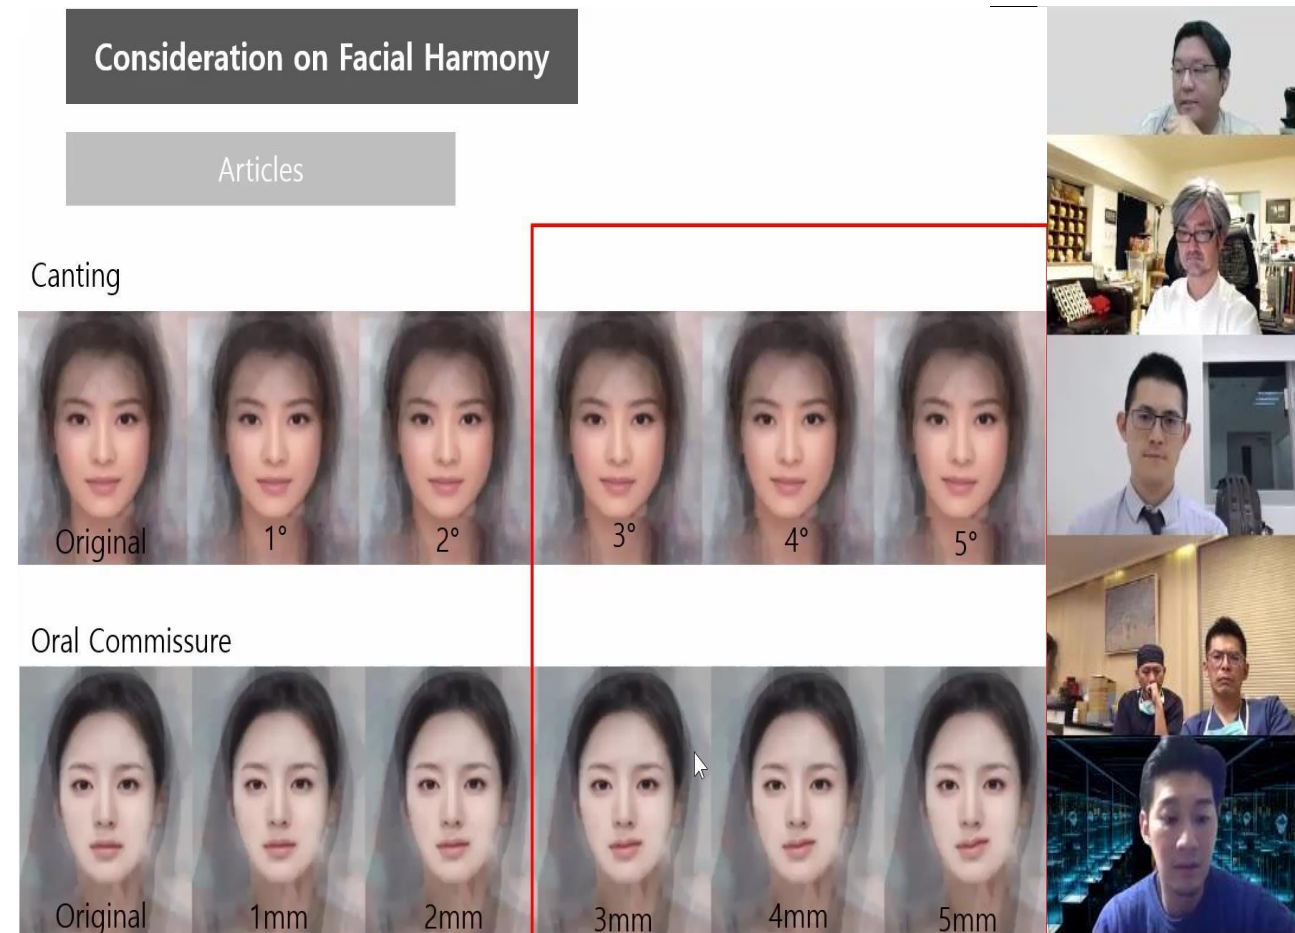 Consideration on Facial Harmony
Articles
Canting
Original 1° 2° 3° 4° 5°
Oral Commissure
Original 1mm 2mm 3mm 4mm 5mm